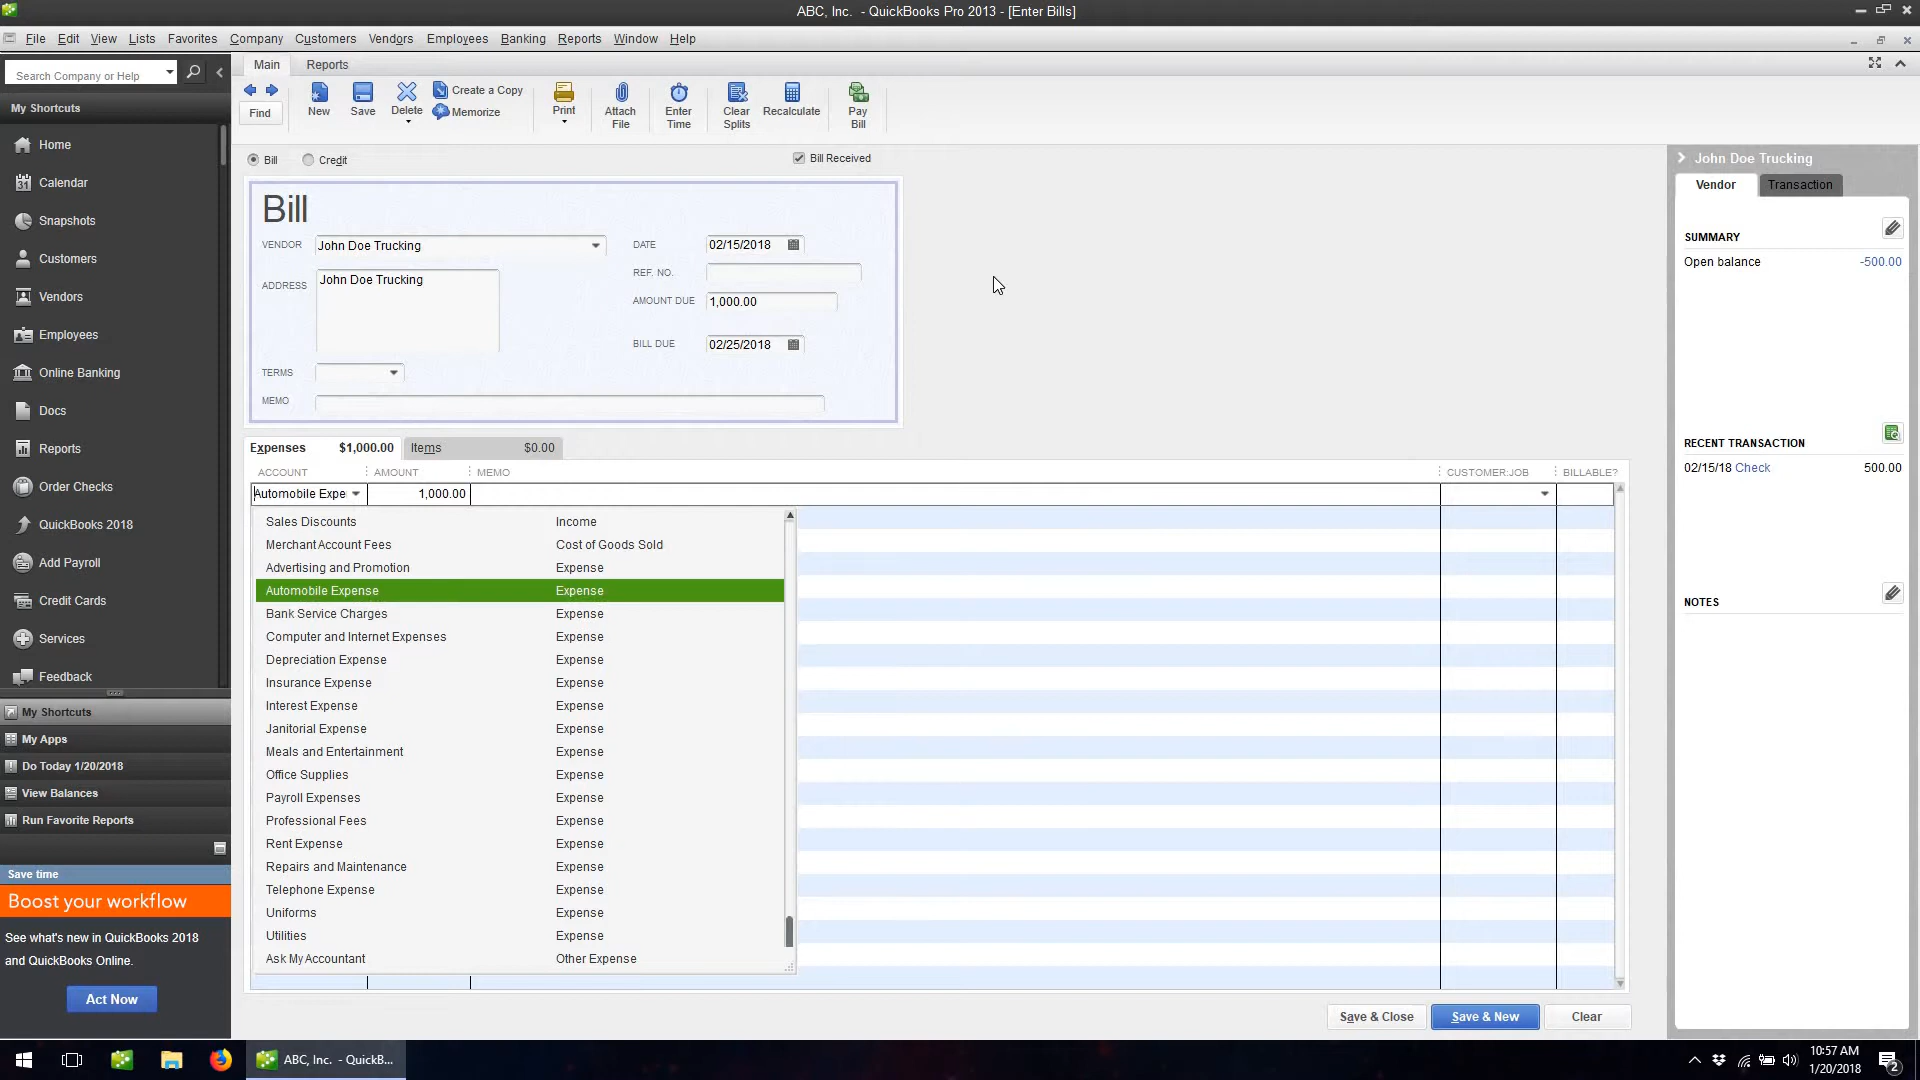 ABC, Inc. - QuickBooks Pro 2013 - [Enter Bills]
File Edit View Lists Favorites Company Customers Vendors Employees Banking Reports Window Help
Search Company or Help
My Shortcuts
Home
Calendar
Snapshots
Customers
Vendors
Employees
Online Banking
Docs
Reports
Order Checks
QuickBooks 2018
Add Payroll
Credit Cards
Services
Feedback
My Shortcuts
My Apps
Do Today 1/20/2018
View Balances
Run Favorite Reports
Save time
Boost your workflow
See what's new in QuickBooks 2018
and QuickBooks Online.
Act Now
Main Reports
Find
New
Save
Delete
Create a Copy
Memorize
Print
Attach
File
Enter
Time
Clear
Splits
Recalculate
Pay
Bill
Bill Credit Bill Received
Bill
VENDOR John Doe Trucking
ADDRESS John Doe Trucking
TERMS
MEMO
DATE 02/15/2018
REF. NO.
AMOUNT DUE 1,000.00
BILL DUE 02/25/2018
Expenses $1,000.00 Items $0.00
ACCOUNT AMOUNT MEMO CUSTOMER:JOB BILLABLE?
Automobile Expe 1,000.00
Sales Discounts Income
Merchant Account Fees Cost of Goods Sold
Advertising and Promotion Expense
Automobile Expense Expense
Bank Service Charges Expense
Computer and Internet Expenses Expense
Depreciation Expense Expense
Insurance Expense Expense
Interest Expense Expense
Janitorial Expense Expense
Meals and Entertainment Expense
Office Supplies Expense
Payroll Expenses Expense
Professional Fees Expense
Rent Expense Expense
Repairs and Maintenance Expense
Telephone Expense Expense
Uniforms Expense
Utilities Expense
Ask My Accountant Other Expense
Save & Close Save & New Clear
John Doe Trucking
Vendor Transaction
SUMMARY
Open balance -500.00
RECENT TRANSACTION
02/15/18 Check 500.00
NOTES
ABC, Inc. - QuickB...
10:57 AM
1/20/2018
2